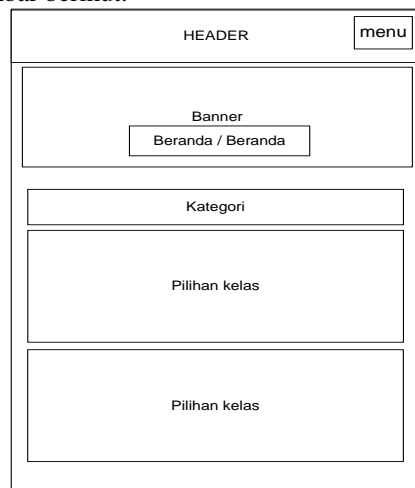 HEADER
menu
Banner
Beranda / Beranda
Kategori
Pilihan kelas
Pilihan kelas